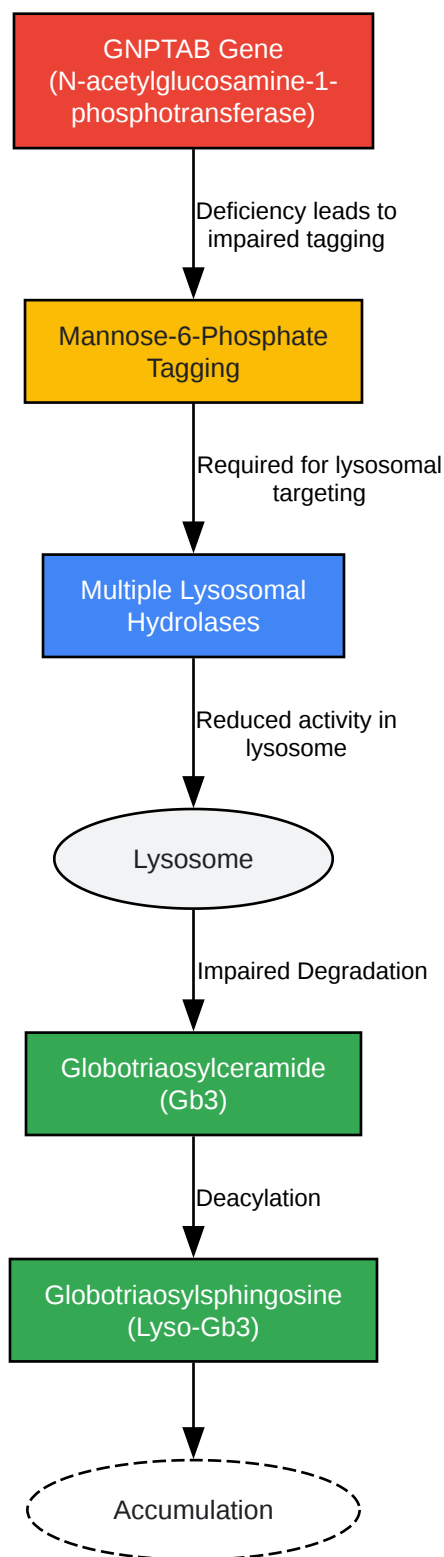 GNPTAB Gene
(N-acetylglucosamine-1-
phosphotransferase)
Deficiency leads to
impaired tagging
Mannose-6-Phosphate
Tagging
Required for lysosomal
targeting
Multiple Lysosomal
Hydrolases
Reduced activity in
lysosome
Lysosome
Impaired Degradation
Globotriaosylceramide
(Gb3)
Deacylation
Globotriaosylsphingosine
(Lyso-Gb3)
Accumulation